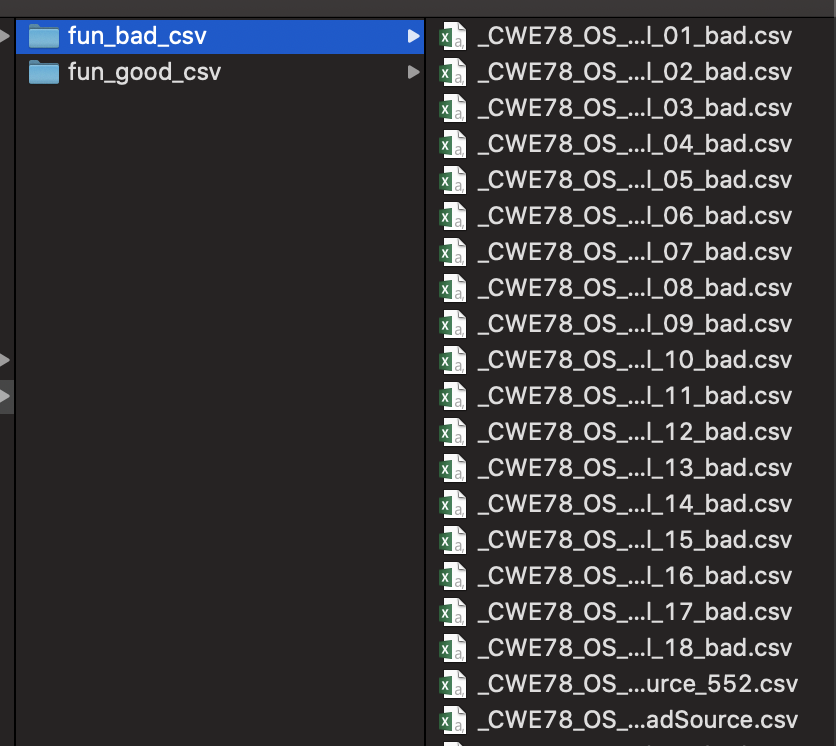 fun_bad_csv
fun_good_csv
_CWE78_OS_...l_01_bad.csv
_CWE78_OS_...l_02_bad.csv
_CWE78_OS_...l_03_bad.csv
_CWE78_OS_...l_04_bad.csv
_CWE78_OS_...l_05_bad.csv
_CWE78_OS_...l_06_bad.csv
_CWE78_OS_...l_07_bad.csv
_CWE78_OS_...l_08_bad.csv
_CWE78_OS_...l_09_bad.csv
_CWE78_OS_...l_10_bad.csv
_CWE78_OS_...l_11_bad.csv
_CWE78_OS_...l_12_bad.csv
_CWE78_OS_...l_13_bad.csv
_CWE78_OS_...l_14_bad.csv
_CWE78_OS_...l_15_bad.csv
_CWE78_OS_...l_16_bad.csv
_CWE78_OS_...l_17_bad.csv
_CWE78_OS_...l_18_bad.csv
_CWE78_OS_...urce_552.csv
_CWE78_OS_...adSource.csv